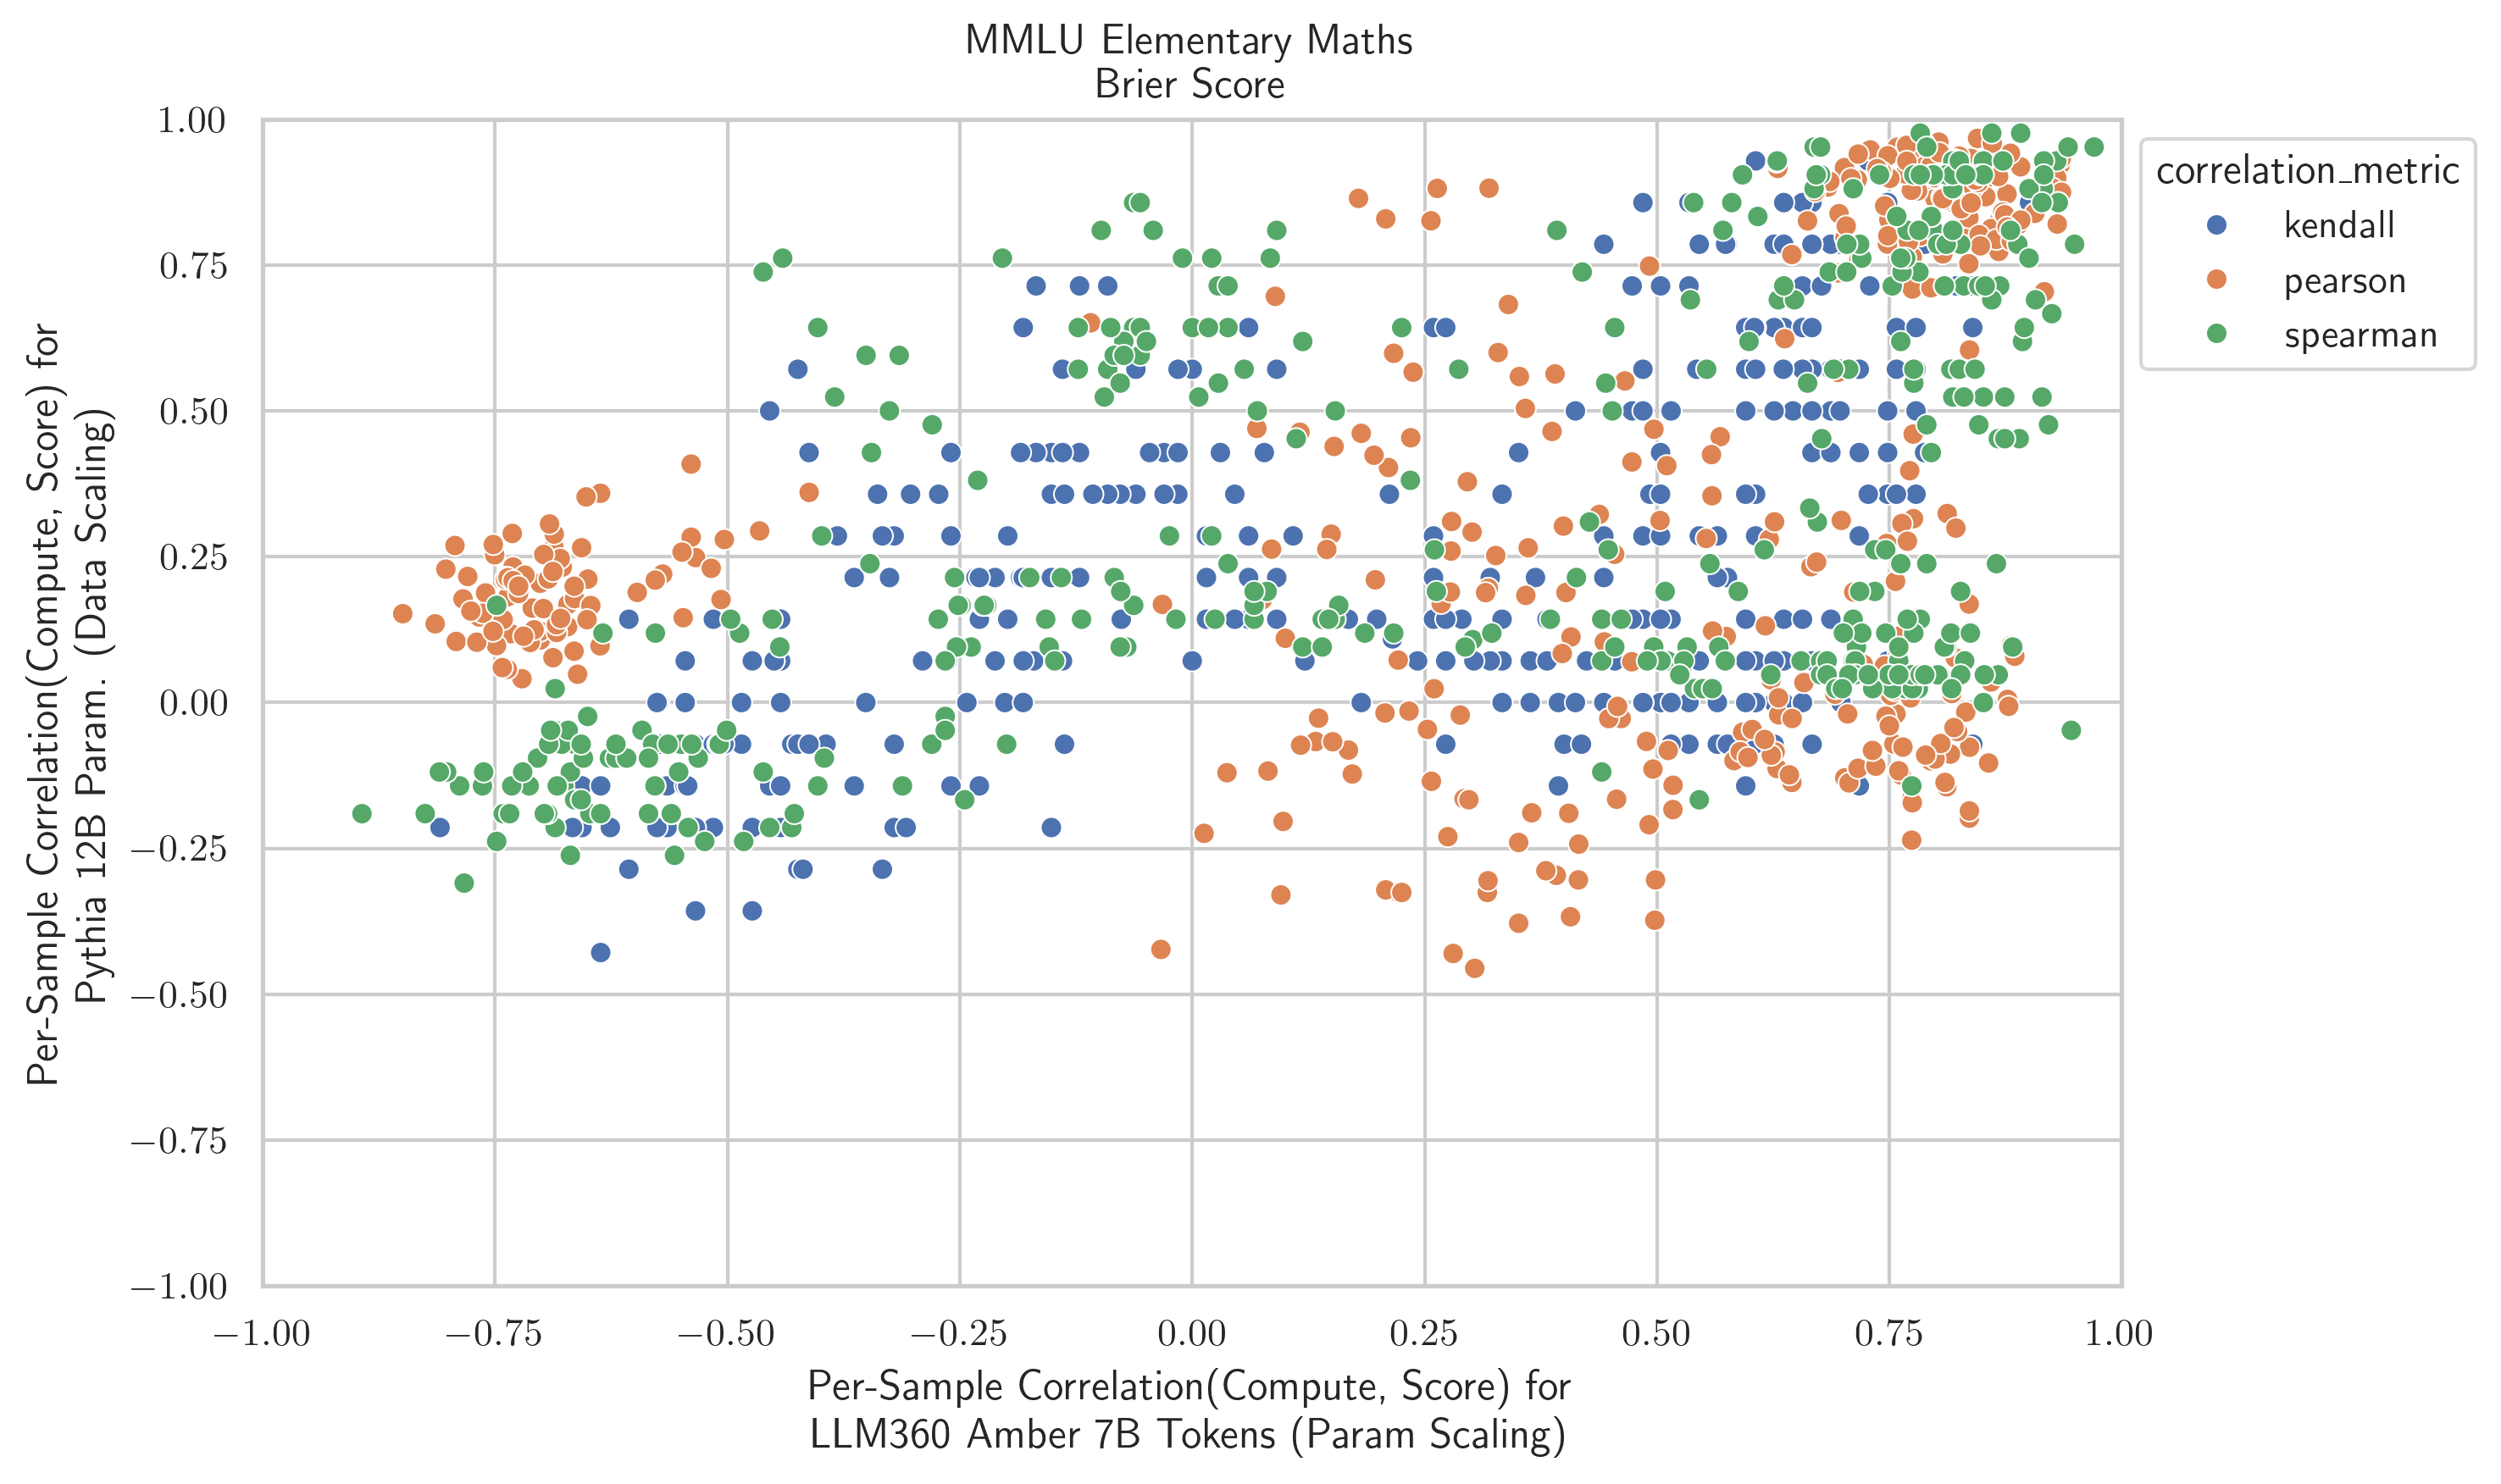 MMLU Elementary Maths
Brier Score
Per-Sample Correlation(Compute, Score) for
Pythia 12B Param. (Data Scaling)
1.00
0.75
0.50
0.25
0.00
−0.25
−0.50
−0.75
−1.00
−1.00 −0.75 −0.50 −0.25 0.00 0.25 0.50 0.75 1.00
Per-Sample Correlation(Compute, Score) for
LLM360 Amber 7B Tokens (Param Scaling)
correlation_metric
kendall
pearson
spearman